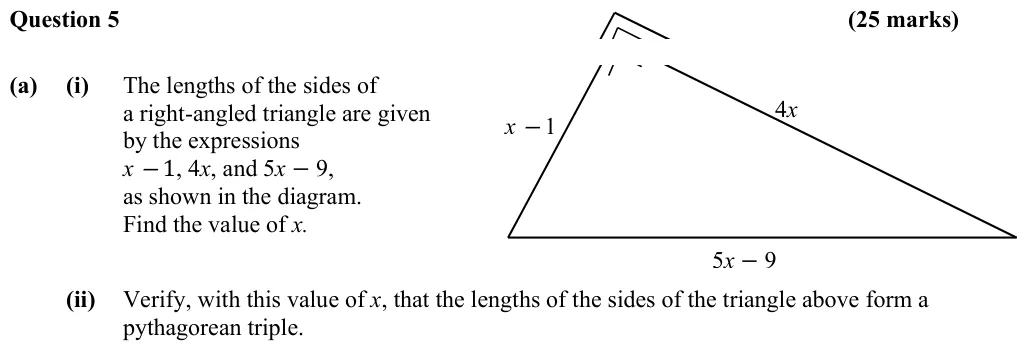 Question 5 (25 marks)
(a) (i) The lengths of the sides of
a right-angled triangle are given
by the expressions
x − 1, 4x, and 5x − 9,
as shown in the diagram.
Find the value of x.
4x
x − 1
5x − 9
(ii) Verify, with this value of x, that the lengths of the sides of the triangle above form a
pythagorean triple.